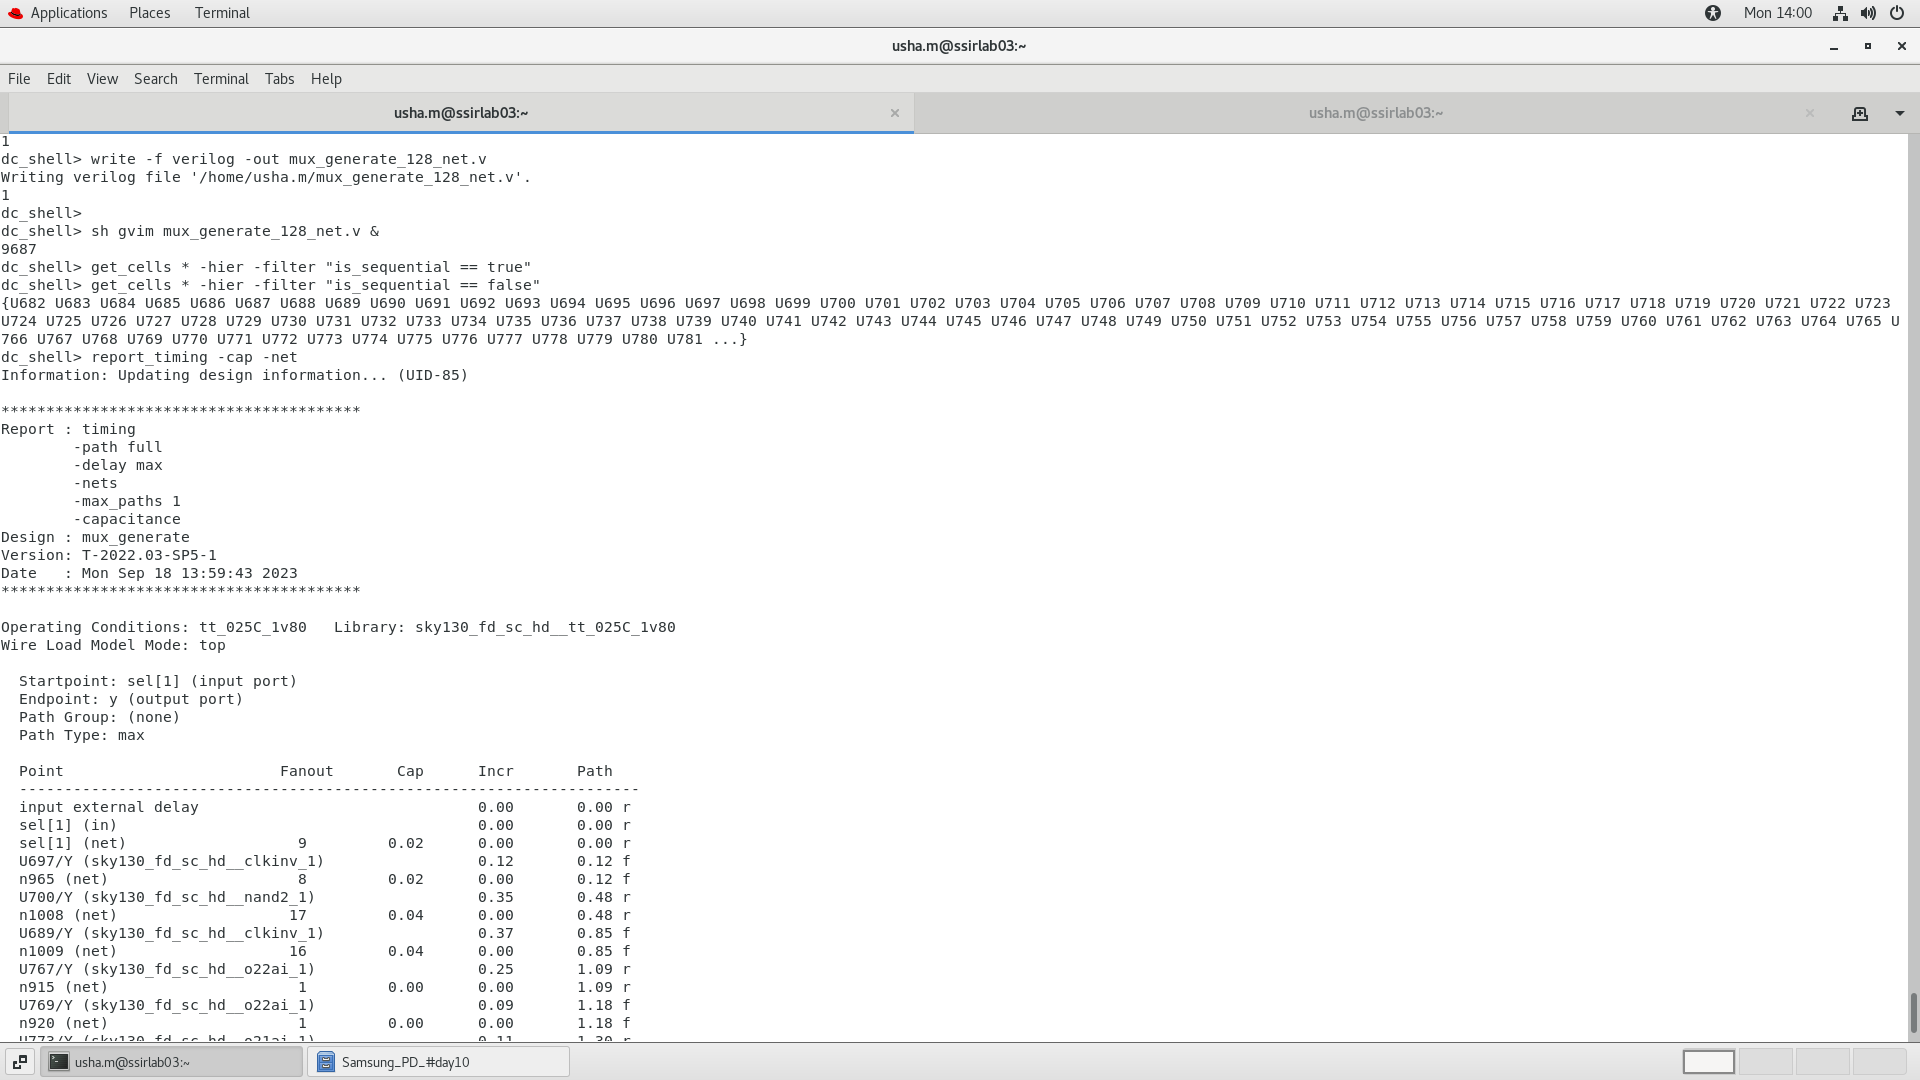 Applications Places Terminal Mon 14:00
usha.m@ssirlab03:~
File Edit View Search Terminal Tabs Help
usha.m@ssirlab03:~ × usha.m@ssirlab03:~ ×
1
dc_shell> write -f verilog -out mux_generate_128_net.v
Writing verilog file '/home/usha.m/mux_generate_128_net.v'.
1
dc_shell>
dc_shell> sh gvim mux_generate_128_net.v &
9687
dc_shell> get_cells * -hier -filter "is_sequential == true"
dc_shell> get_cells * -hier -filter "is_sequential == false"
{U682 U683 U684 U685 U686 U687 U688 U689 U690 U691 U692 U693 U694 U695 U696 U697 U698 U699 U700 U701 U702 U703 U704 U705 U706 U707 U708 U709 U710 U711 U712 U713 U714 U715 U716 U717 U718 U719 U720 U721 U722 U723
U724 U725 U726 U727 U728 U729 U730 U731 U732 U733 U734 U735 U736 U737 U738 U739 U740 U741 U742 U743 U744 U745 U746 U747 U748 U749 U750 U751 U752 U753 U754 U755 U756 U757 U758 U759 U760 U761 U762 U763 U764 U765 U
766 U767 U768 U769 U770 U771 U772 U773 U774 U775 U776 U777 U778 U779 U780 U781 ...}
dc_shell> report_timing -cap -net
Information: Updating design information... (UID-85)
****************************************
Report : timing
        -path full
        -delay max
        -nets
        -max_paths 1
        -capacitance
Design : mux_generate
Version: T-2022.03-SP5-1
Date   : Mon Sep 18 13:59:43 2023
****************************************
Operating Conditions: tt_025C_1v80   Library: sky130_fd_sc_hd__tt_025C_1v80
Wire Load Model Mode: top
  Startpoint: sel[1] (input port)
  Endpoint: y (output port)
  Path Group: (none)
  Path Type: max
  Point                        Fanout       Cap      Incr       Path
  ---------------------------------------------------------------------
  input external delay                               0.00       0.00 r
  sel[1] (in)                                        0.00       0.00 r
  sel[1] (net)                   9         0.02      0.00       0.00 r
  U697/Y (sky130_fd_sc_hd__clkinv_1)                 0.12       0.12 f
  n965 (net)                     8         0.02      0.00       0.12 f
  U700/Y (sky130_fd_sc_hd__nand2_1)                  0.35       0.48 r
  n1008 (net)                   17         0.04      0.00       0.48 r
  U689/Y (sky130_fd_sc_hd__clkinv_1)                 0.37       0.85 f
  n1009 (net)                   16         0.04      0.00       0.85 f
  U767/Y (sky130_fd_sc_hd__o22ai_1)                  0.25       1.09 r
  n915 (net)                     1         0.00      0.00       1.09 r
  U769/Y (sky130_fd_sc_hd__o22ai_1)                  0.09       1.18 f
  n920 (net)                     1         0.00      0.00       1.18 f
  U773/Y (sky130_fd_sc_hd__o21ai_1)                  0.11       1.30 r
usha.m@ssirlab03:~ Samsung_PD_#day10